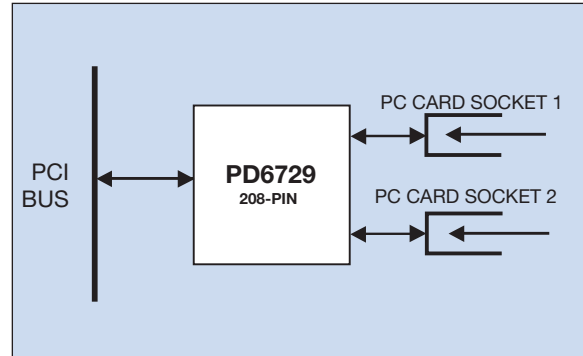 PC CARD SOCKET 1
PCI
BUS
PD6729
208-PIN
PC CARD SOCKET 2